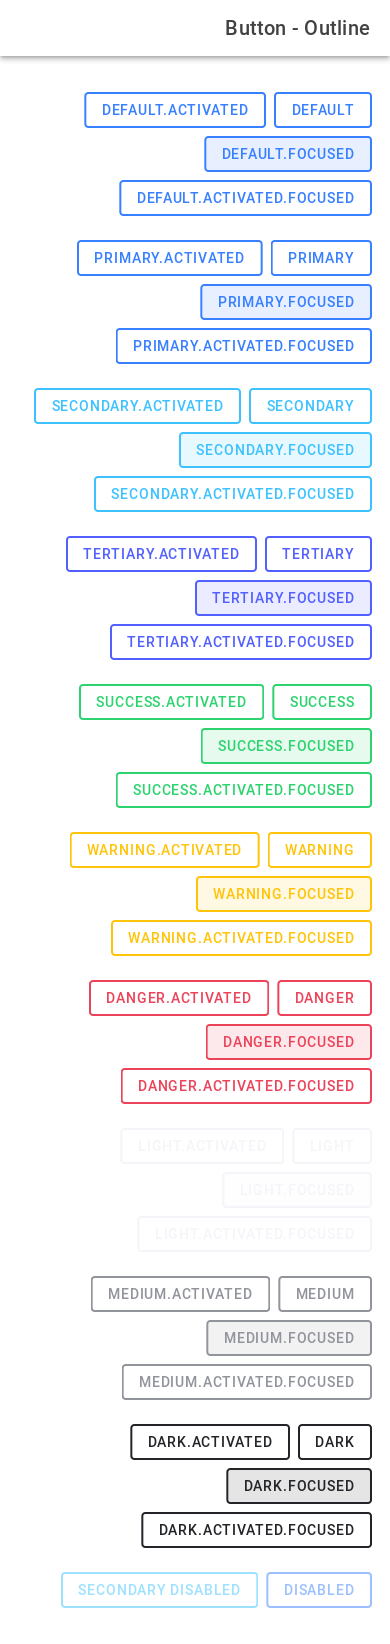 Button - Outline
DEFAULT DEFAULT.ACTIVATED
DEFAULT.FOCUSED
DEFAULT.ACTIVATED.FOCUSED
PRIMARY PRIMARY.ACTIVATED
PRIMARY.FOCUSED
PRIMARY.ACTIVATED.FOCUSED
SECONDARY SECONDARY.ACTIVATED
SECONDARY.FOCUSED
SECONDARY.ACTIVATED.FOCUSED
TERTIARY TERTIARY.ACTIVATED
TERTIARY.FOCUSED
TERTIARY.ACTIVATED.FOCUSED
SUCCESS SUCCESS.ACTIVATED
SUCCESS.FOCUSED
SUCCESS.ACTIVATED.FOCUSED
WARNING WARNING.ACTIVATED
WARNING.FOCUSED
WARNING.ACTIVATED.FOCUSED
DANGER DANGER.ACTIVATED
DANGER.FOCUSED
DANGER.ACTIVATED.FOCUSED
LIGHT LIGHT.ACTIVATED
LIGHT.FOCUSED
LIGHT.ACTIVATED.FOCUSED
MEDIUM MEDIUM.ACTIVATED
MEDIUM.FOCUSED
MEDIUM.ACTIVATED.FOCUSED
DARK DARK.ACTIVATED
DARK.FOCUSED
DARK.ACTIVATED.FOCUSED
DISABLED SECONDARY DISABLED